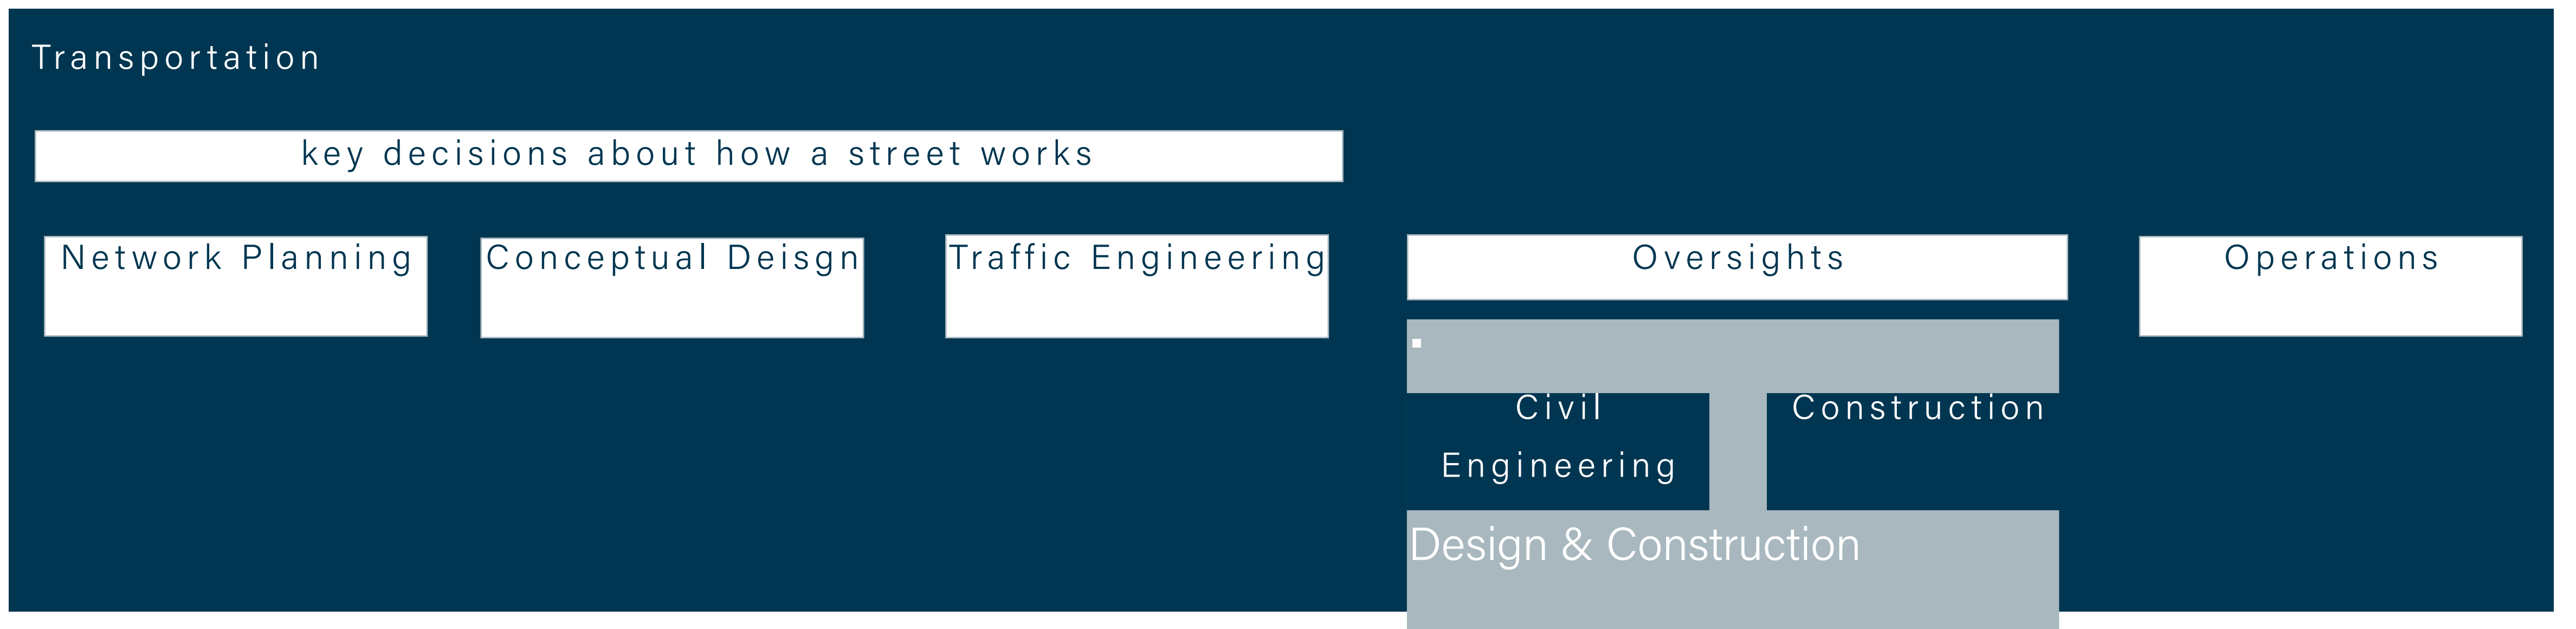 Transportation
key decisions about how a street works
Network Planning
Conceptual Deisgn
Traffic Engineering
Oversights
Operations
Civil
Engineering
Construction
Design & Construction